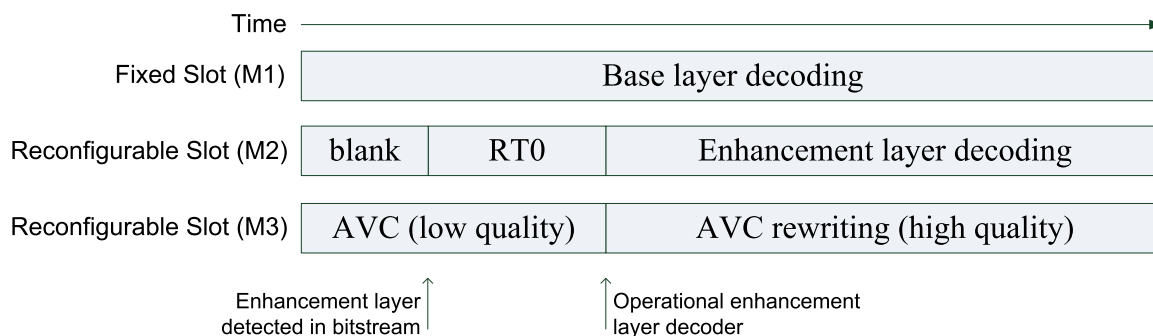 Time
Fixed Slot (M1) Base layer decoding
Reconfigurable Slot (M2) blank RT0 Enhancement layer decoding
Reconfigurable Slot (M3) AVC (low quality) AVC rewriting (high quality)
Enhancement layer
detected in bitstream
Operational enhancement
layer decoder